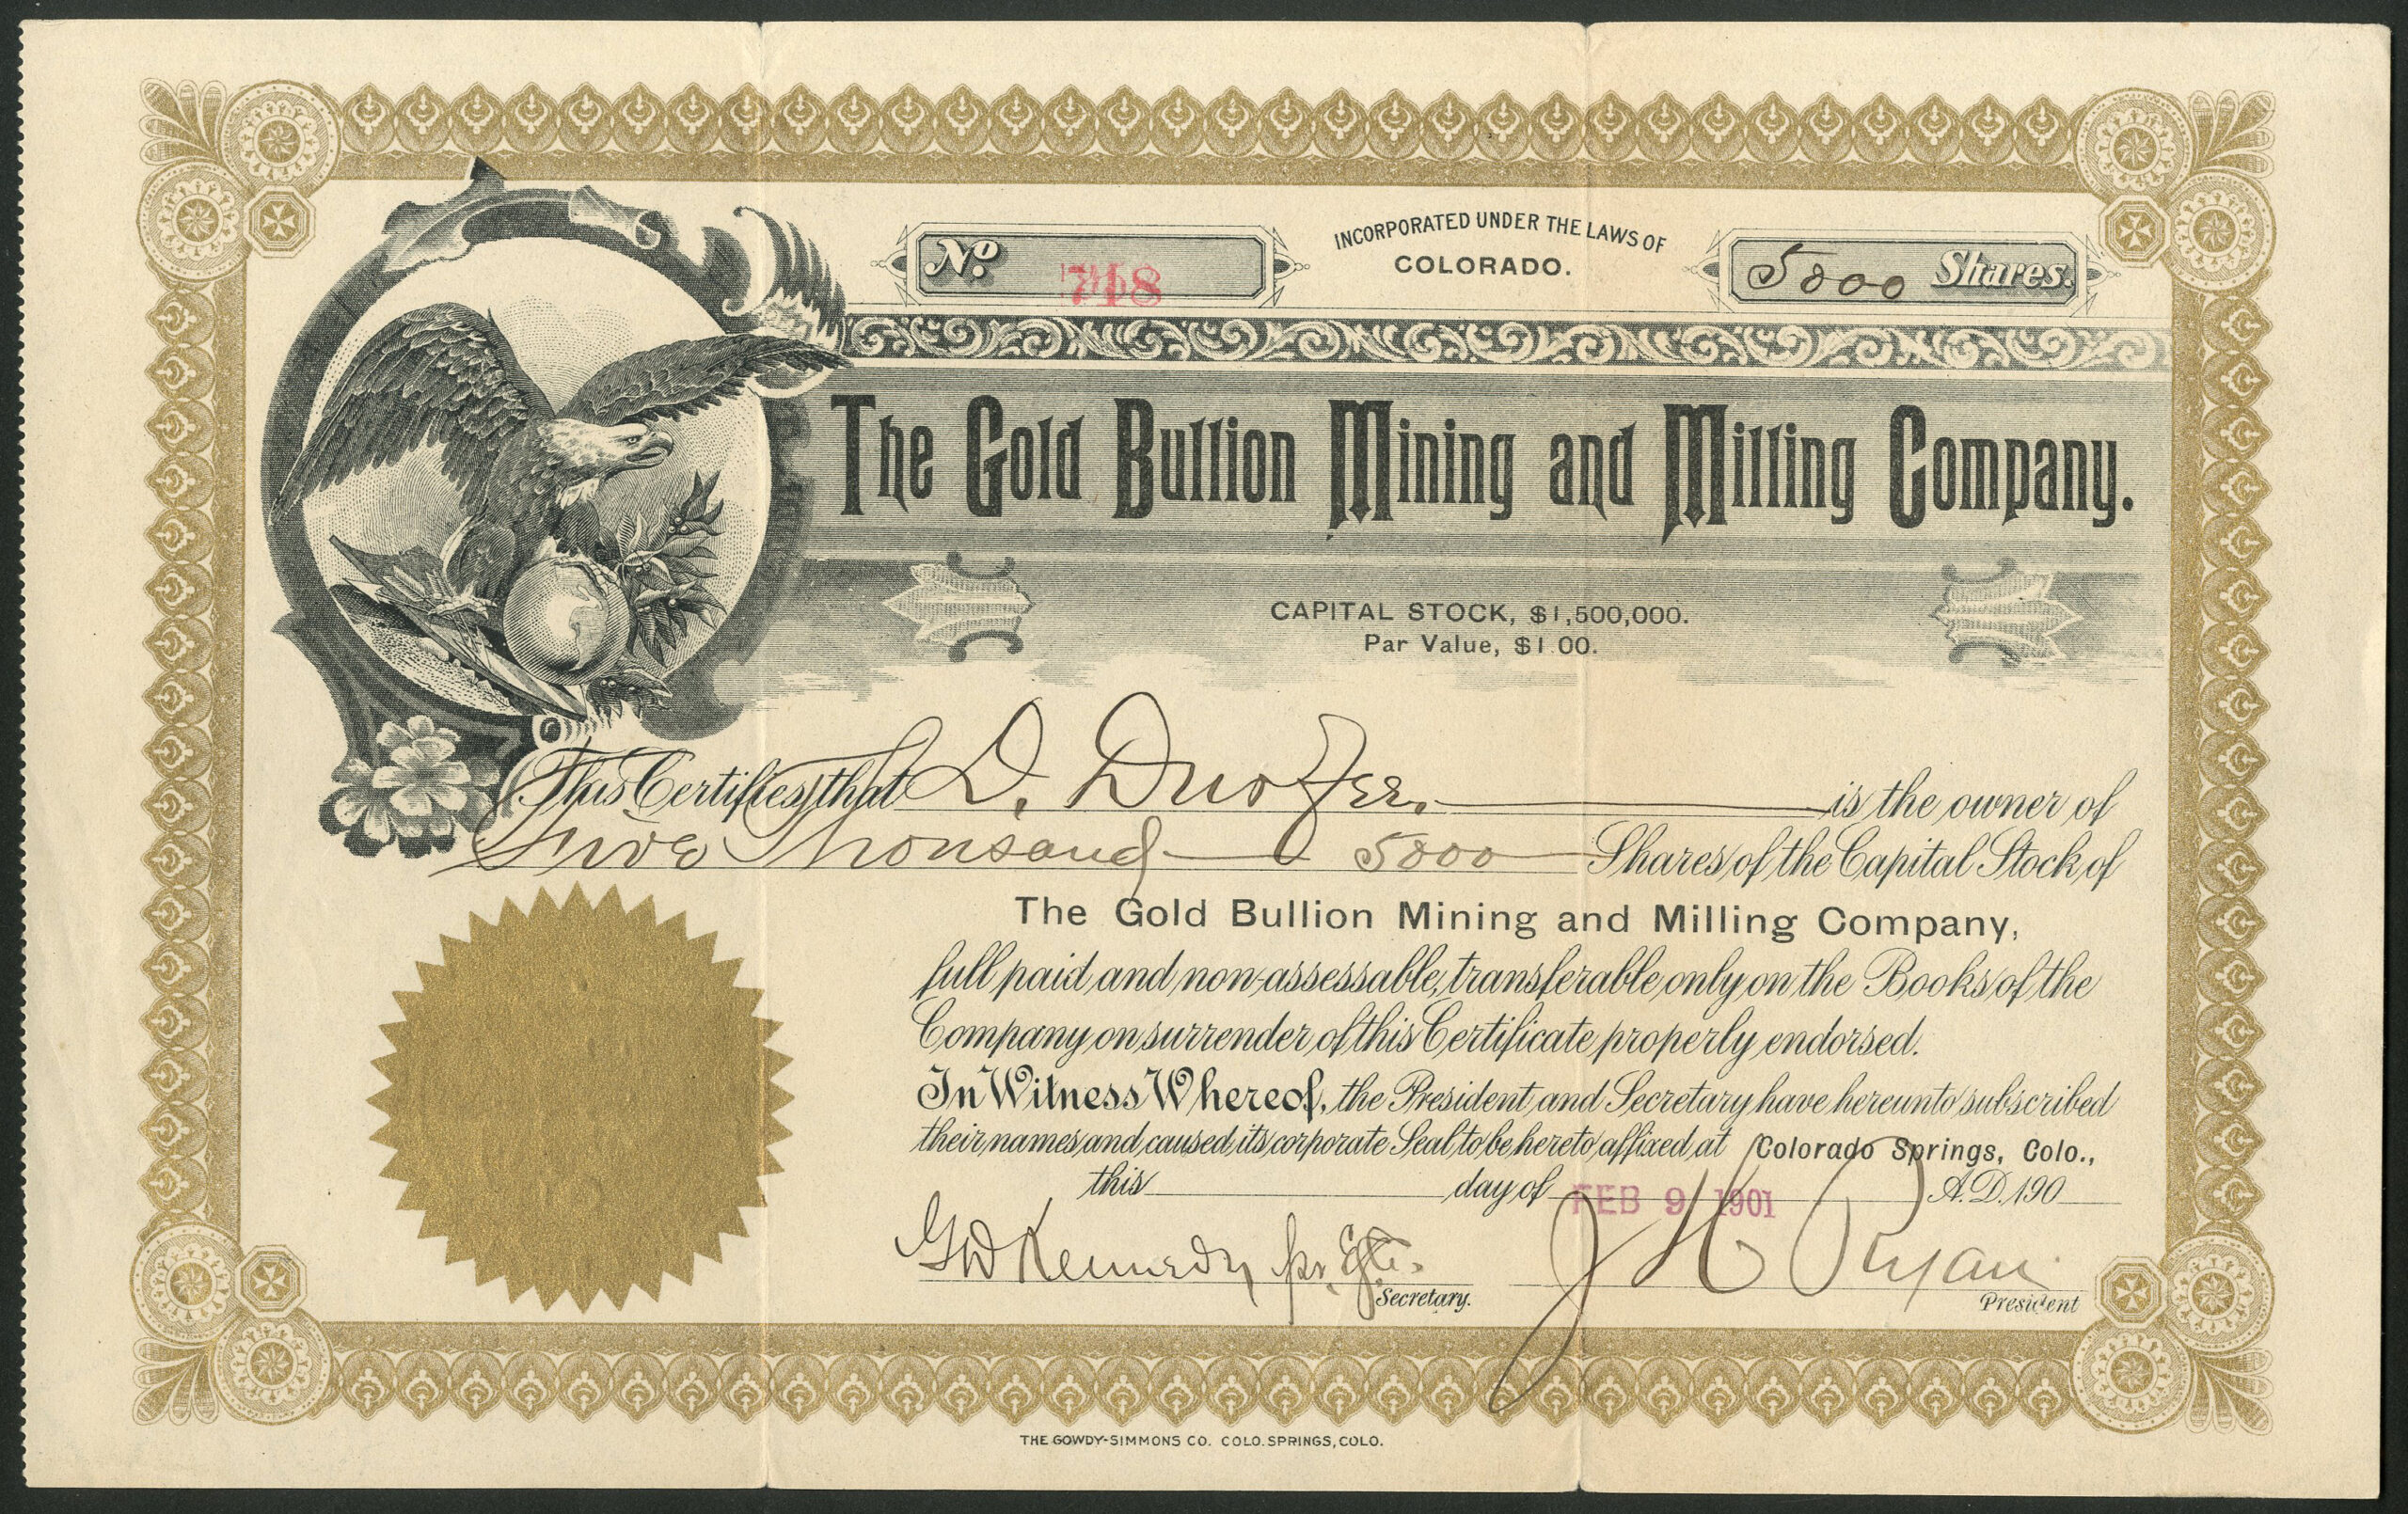 No. 718
INCORPORATED UNDER THE LAWS OF
COLORADO.
5000 Shares.
The Gold Bullion Mining and Milling Company.
CAPITAL STOCK, $1,500,000.
Par Value, $1.00.
This Certifies that D. is the owner of
Five Thousand 5000 Shares of the Capital Stock of
The Gold Bullion Mining and Milling Company,
full paid and non-assessable, transferable only on the Books of the
Company on surrender of this Certificate properly endorsed.
In Witness Whereof, the President and Secretary have hereunto subscribed
their names and caused its corporate Seal to be hereto affixed at Colorado Springs, Colo.,
this day of FEB 9 1901 A.D. 190
GW Kennedy J K Ryan
Secretary. President
THE GOWDY-SIMMONS CO. COLO. SPRINGS, COLO.